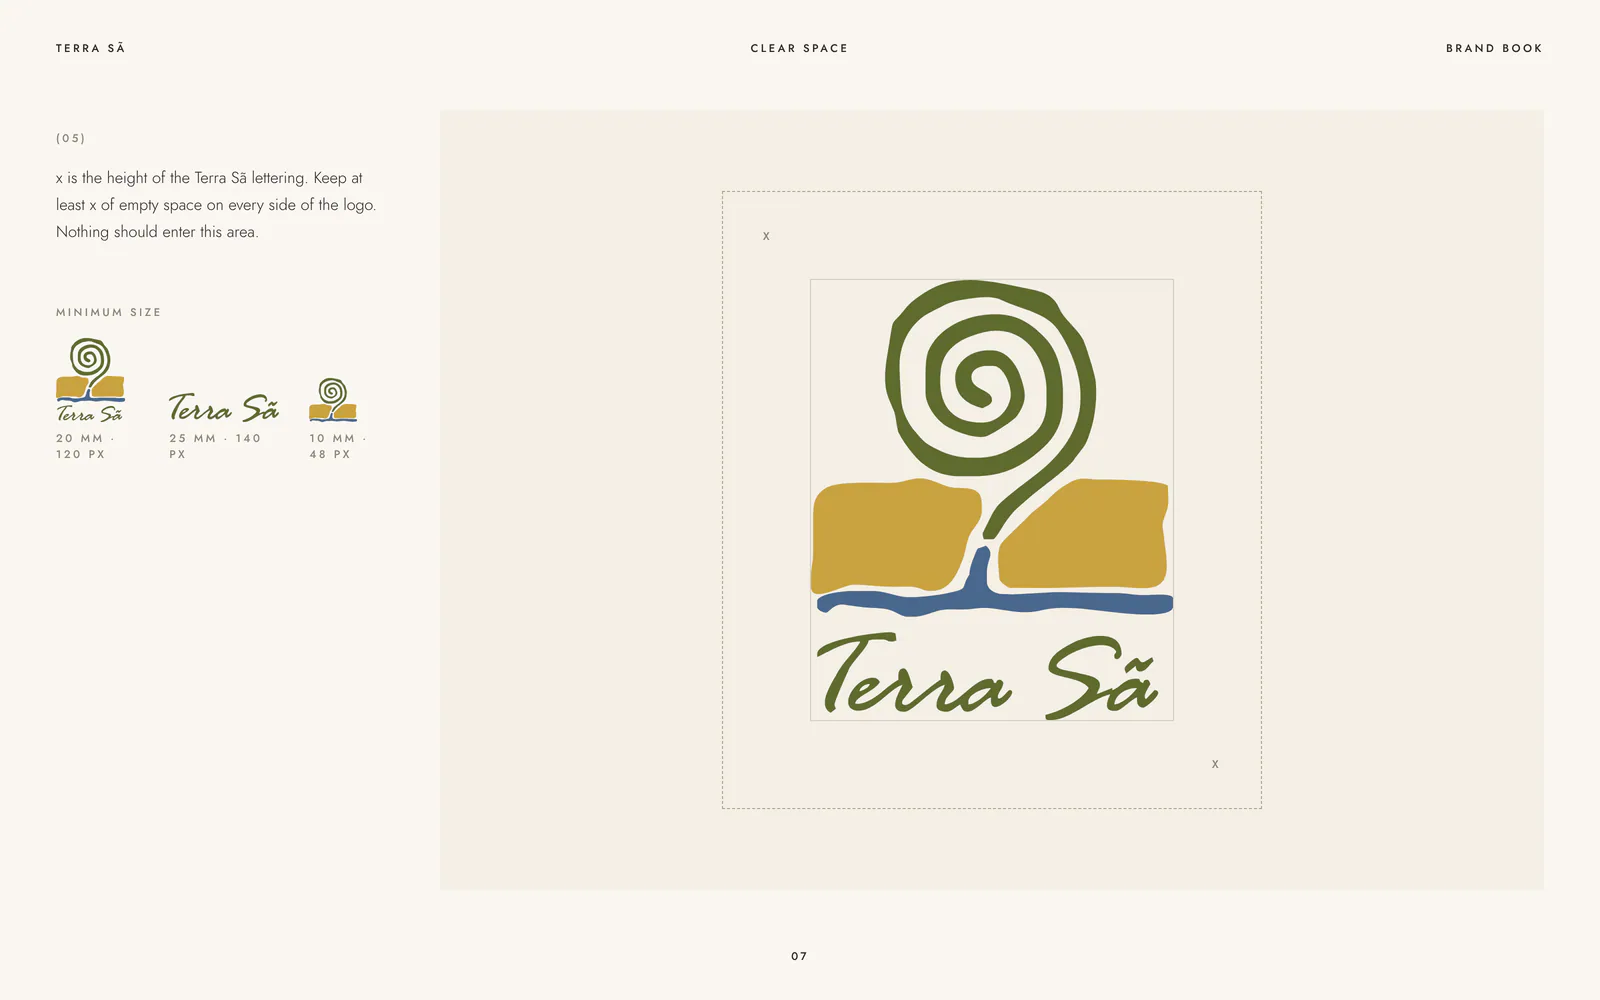 TERRA SÃ
CLEAR SPACE
BRAND BOOK
(05)
x is the height of the Terra Sã lettering. Keep at
least x of empty space on every side of the logo.
Nothing should enter this area.
MINIMUM SIZE
Terra Sã
20 MM ·
120 PX
Terra Sã
25 MM · 140
PX
10 MM ·
48 PX
X
Terra Sã
X
07